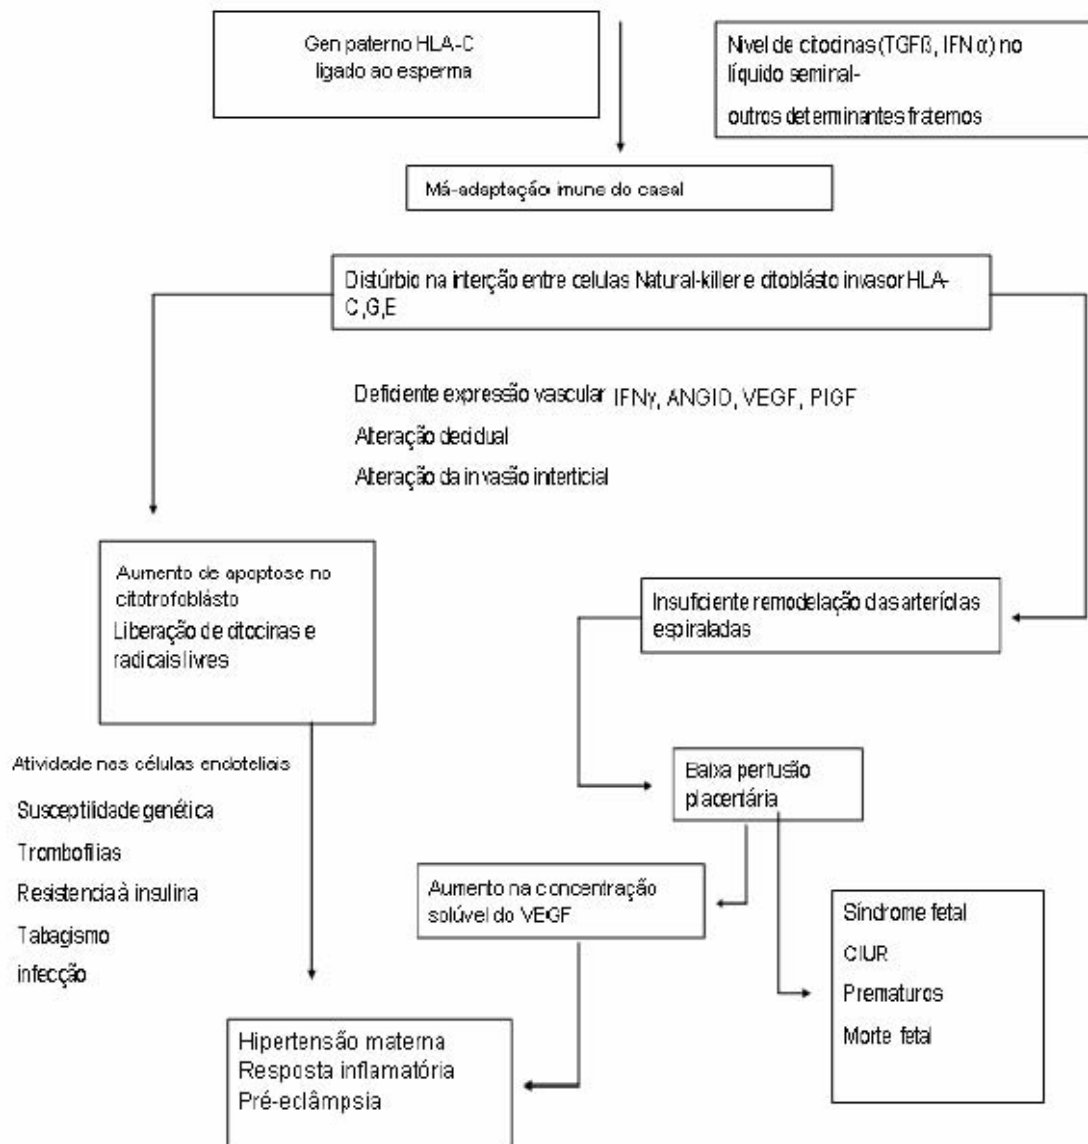 Gen paterno HLA-C
ligado ao esperma
Nível de citocinas (TGFß, IFN α) no
líquido seminal-
outros determinantes fraternos
Má-adaptação imune do casal
Distúrbio na interção entre celulas Natural-killer e citoblásto invasor HLA-
C,G,E
Deficiente expressão vascular IFNγ, ANGID, VEGF, PIGF
Alteração decidual
Alteração da invasão intertícial
Aumento de apoptose no
citotrofoblásto
Liberação de citociras e
radicais livres
Insuficiente remodelação das arteríolas
espiraladas
Atividade nas células endoteliais
Susceptilidade genética
Trombofilias
Resistencia à insulina
Tabagismo
infecção
Baixa perfusão
placentária
Aumento na concentração
solúvel do VEGF
Síndrome fetal
CIUR
Prematuros
Morte fetal
Hipertensão materna
Resposta inflamatória
Pré-eclâmpsia